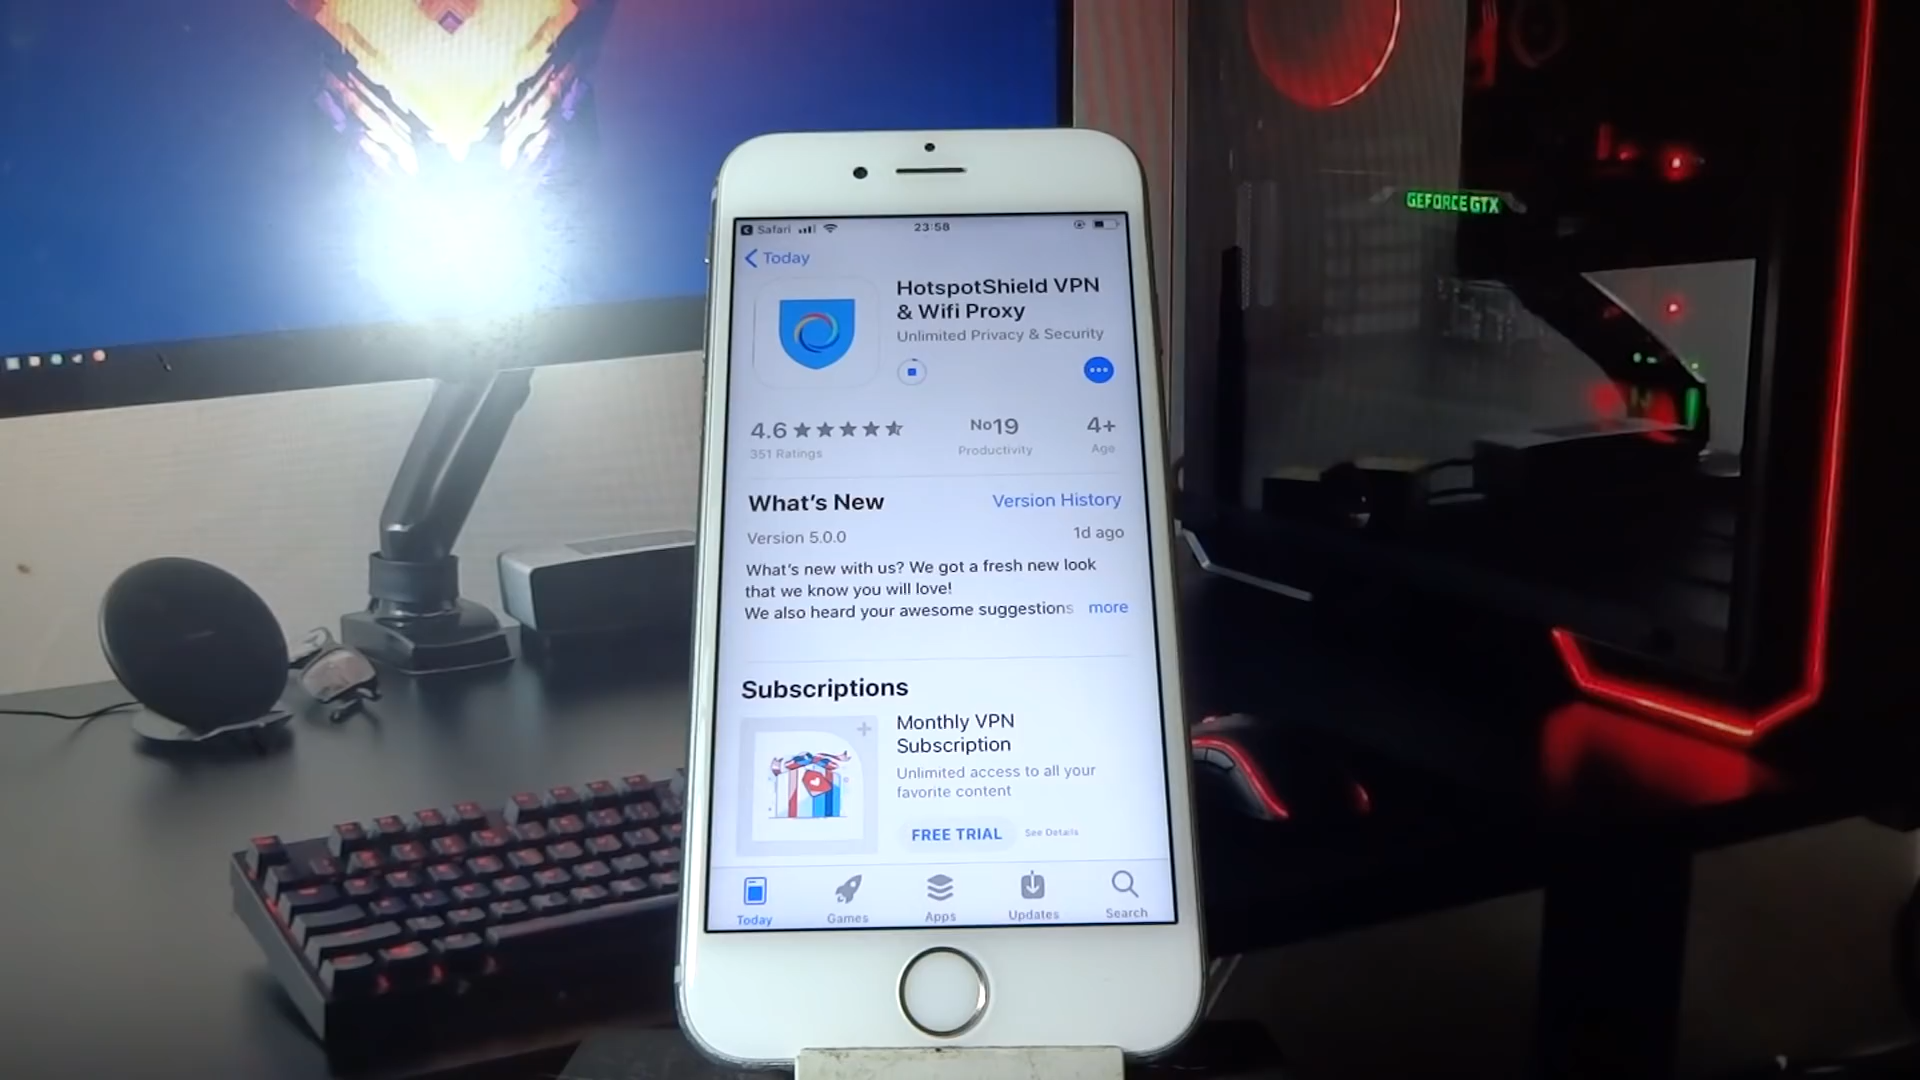 GEFORCE GTX
Safari
23:58
Today
HotspotShield VPN
& Wifi Proxy
Unlimited Privacy & Security
4.6
No19
4+
351 Ratings
Productivity
Age
What's New
Version History
Version 5.0.0
1d ago
What's new with us? We got a fresh new look
that we know you will love!
We also heard your awesome suggestions more
Subscriptions
Monthly VPN
Subscription
Unlimited access to all your
favorite content
FREE TRIAL
See Details
Today
Games
Apps
Updates
Search